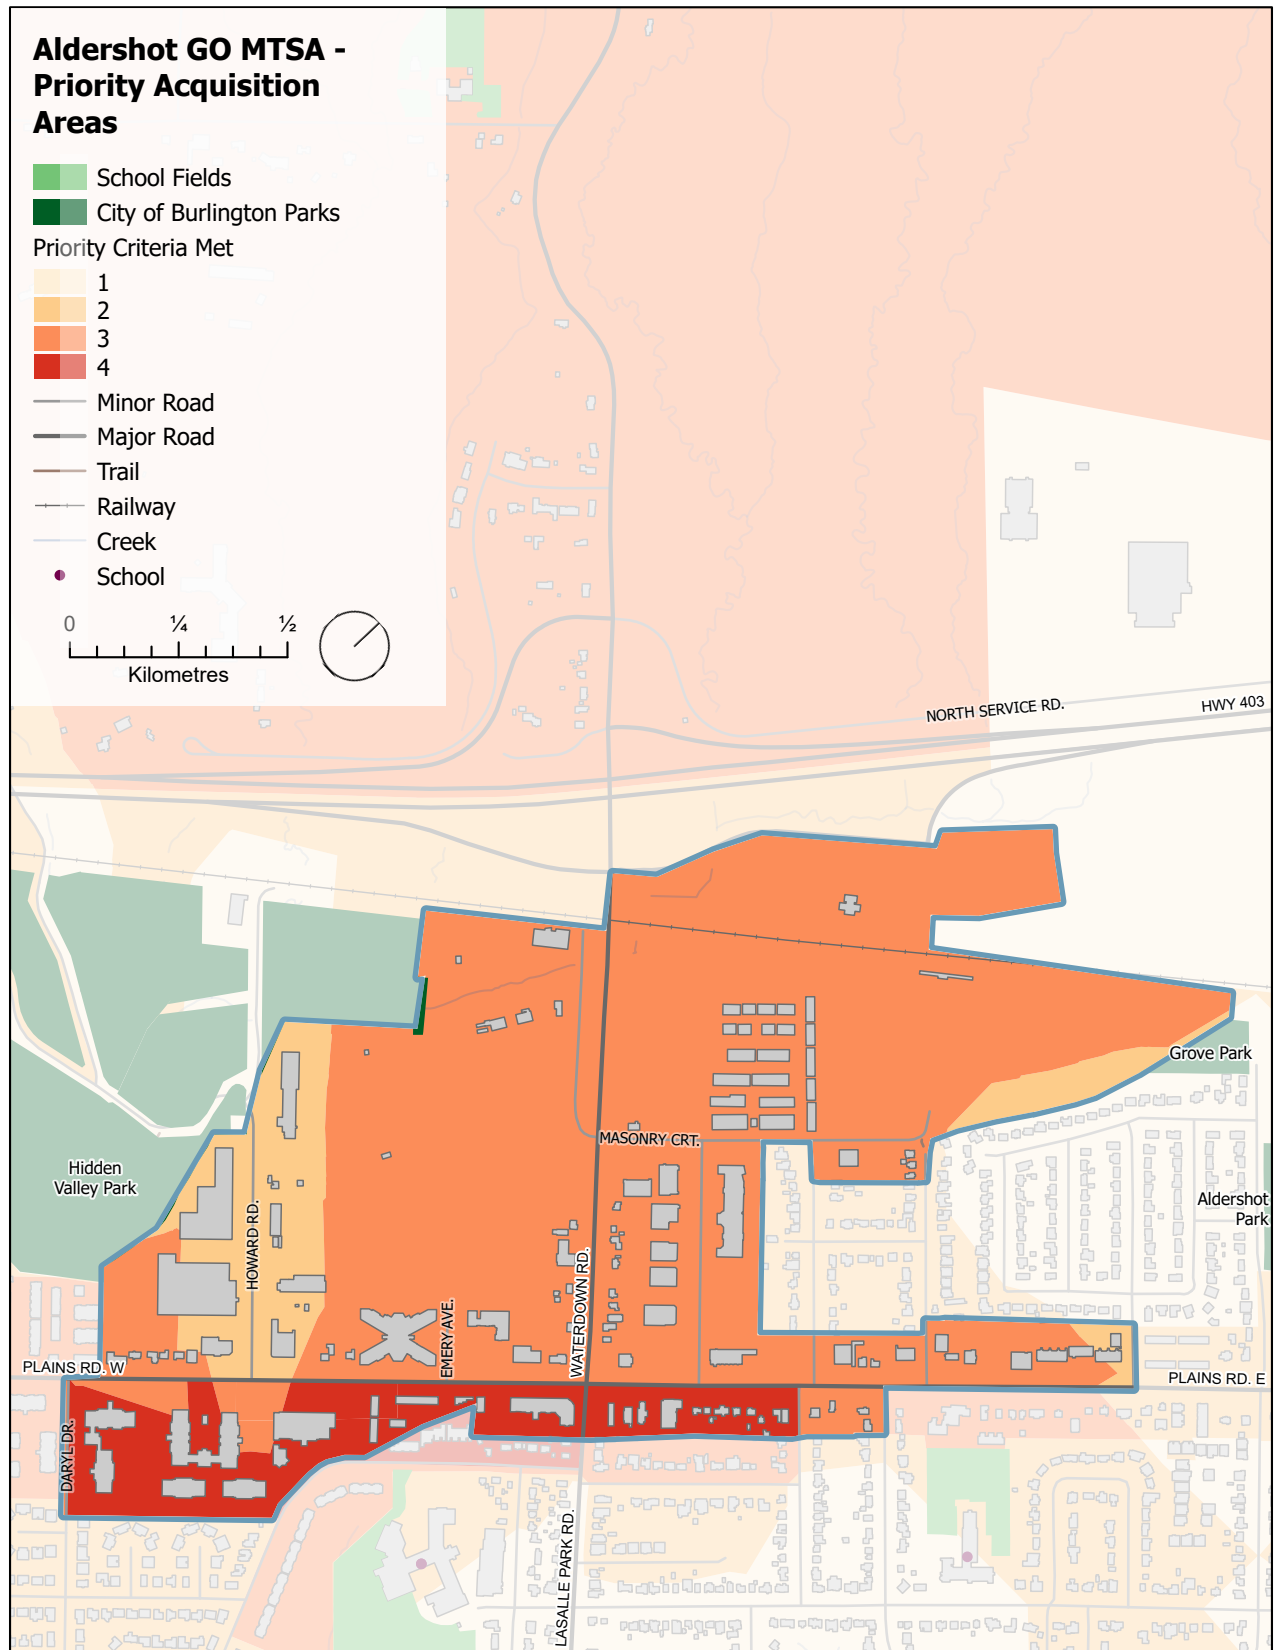 Aldershot GO MTSA -
Priority Acquisition
Areas
School Fields
City of Burlington Parks
Priority Criteria Met
1
2
3
4
Minor Road
Major Road
Trail
Railway
Creek
School
0 ¼ ½
Kilometres
NORTH SERVICE RD.
HWY 403
Grove Park
MASONRY CRT.
Hidden
Valley Park
Aldershot
Park
HOWARD RD.
WATERDOWN RD.
EMERY AVE.
PLAINS RD. W
PLAINS RD. E
DARYL DR.
LASALLE PARK RD.